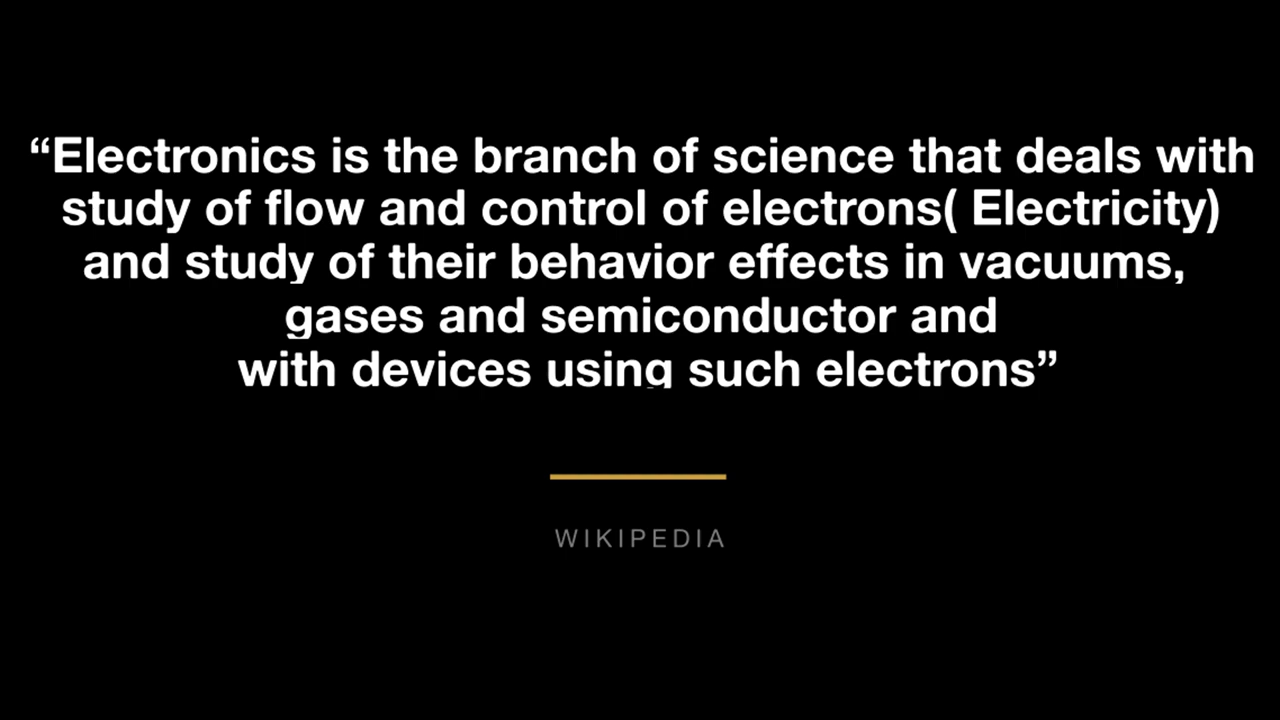 “Electronics is the branch of science that deals with
study of flow and control of electrons( Electricity)
and study of their behavior effects in vacuums,
gases and semiconductor and
with devices using such electrons”
WIKIPEDIA